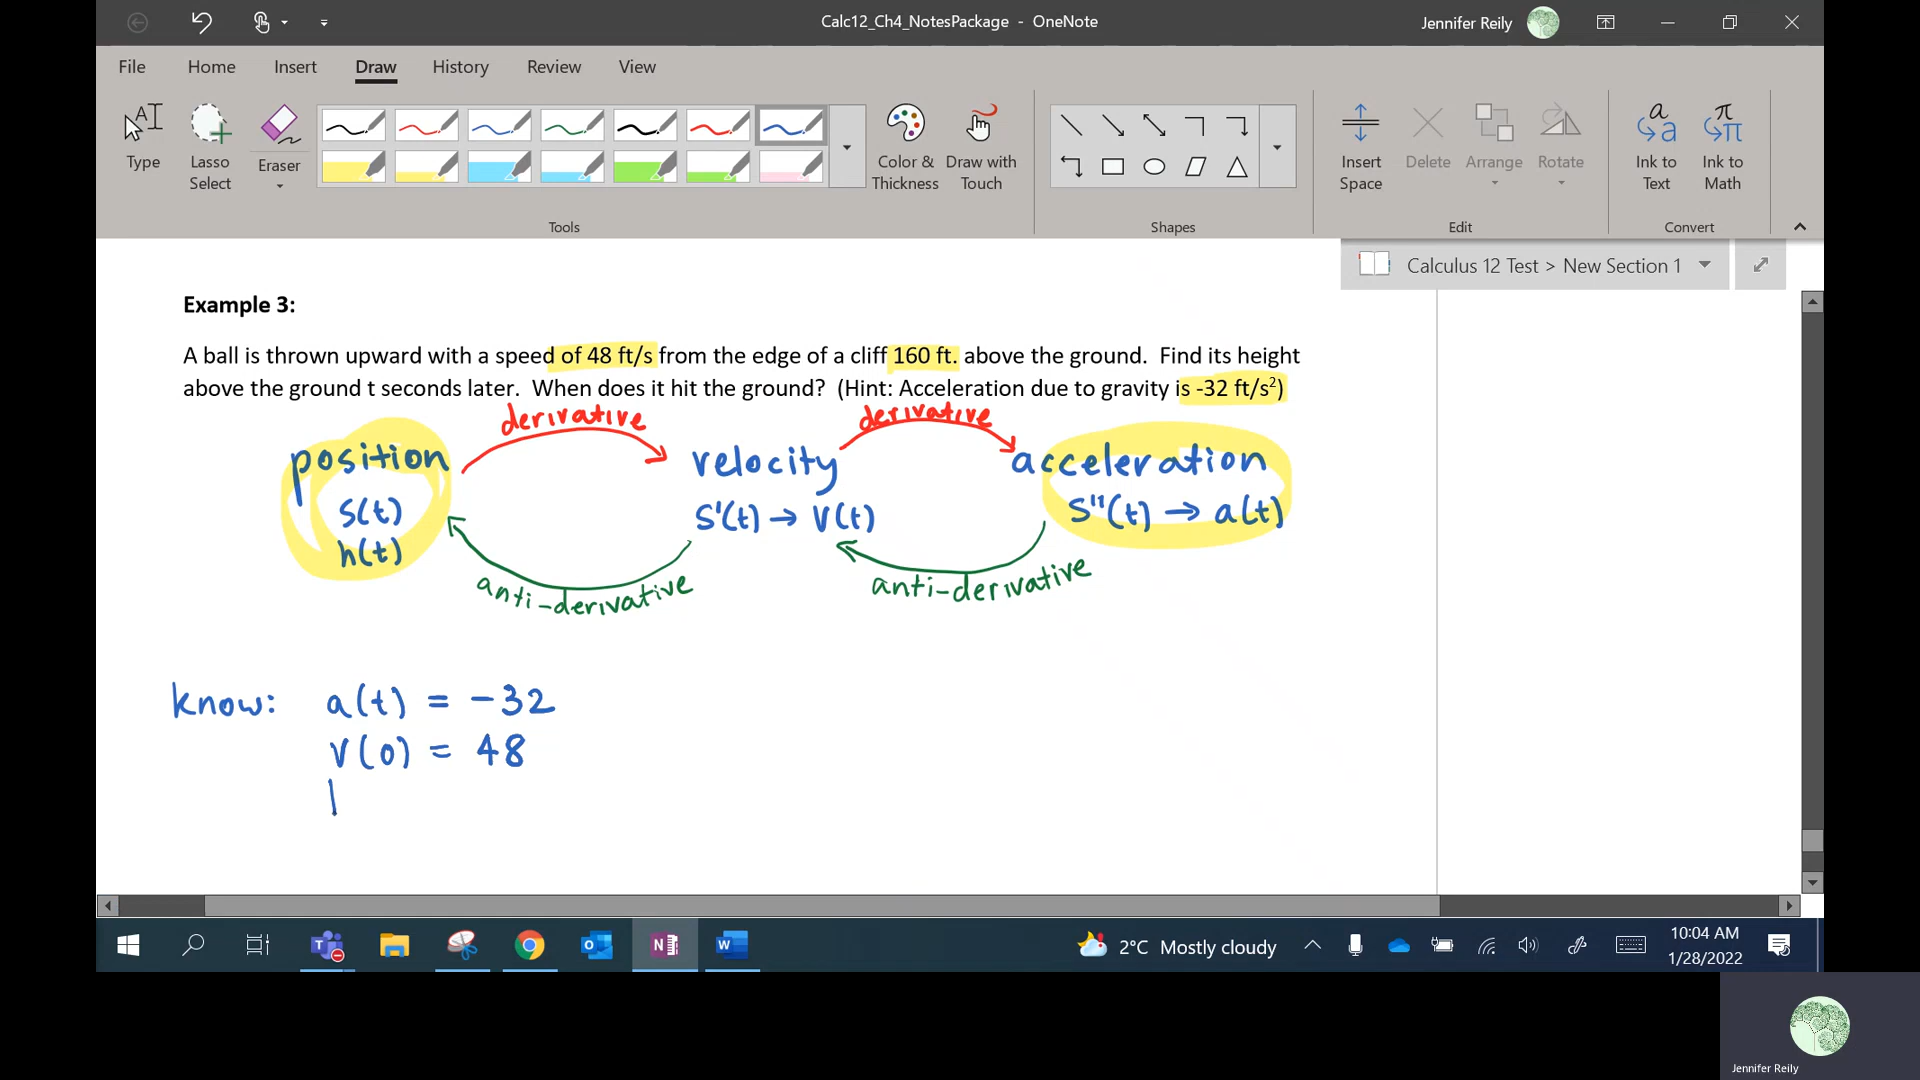 Calc12_Ch4_NotesPackage - OneNote
Jennifer Reily
File Home Insert Draw History Review View
Type
Lasso Select
Eraser
Color & Thickness
Draw with Touch
Insert Space
Delete
Arrange
Rotate
Ink to Text
Ink to Math
Tools
Shapes
Edit
Convert
Calculus 12 Test > New Section 1
Example 3:
A ball is thrown upward with a speed of 48 ft/s from the edge of a cliff 160 ft. above the ground. Find its height
above the ground t seconds later. When does it hit the ground? (Hint: Acceleration due to gravity is -32 ft/s²)
derivative derivative
position velocity acceleration
s(t) s'(t) → v(t) s''(t) → a(t)
h(t)
anti-derivative anti-derivative
know: a(t) = -32
v(0) = 48
2°C Mostly cloudy
10:04 AM
1/28/2022
Jennifer Reily